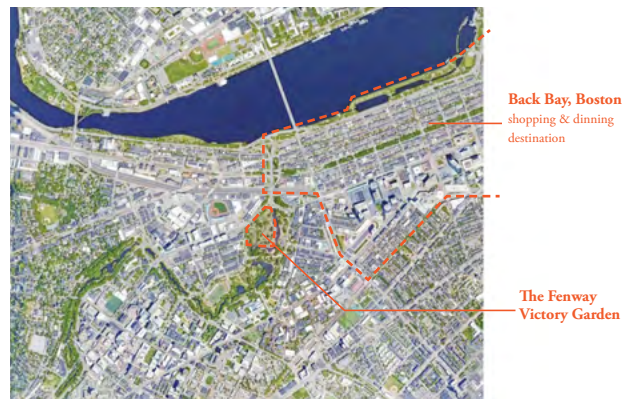 Back Bay, Boston
shopping & dinning
destination
The Fenway
Victory Garden